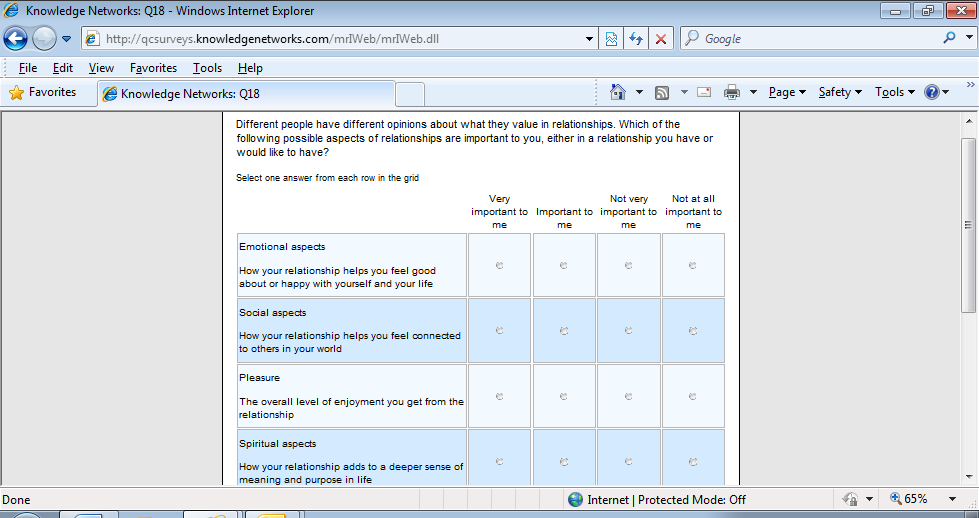 Knowledge Networks: Q18 - Windows Internet Explorer
http://qcsurveys.knowledgenetworks.com/mrIWeb/mrIWeb.dll
Google
File Edit View Favorites Tools Help
Favorites
Knowledge Networks: Q18
Page Safety Tools
Different people have different opinions about what they value in relationships. Which of the
following possible aspects of relationships are important to you, either in a relationship you have or
would like to have?
Select one answer from each row in the grid
Very important to me
Important to me
Not very important to me
Not at all important to me
Emotional aspects
How your relationship helps you feel good
about or happy with yourself and your life
Social aspects
How your relationship helps you feel connected
to others in your world
Pleasure
The overall level of enjoyment you get from the
relationship
Spiritual aspects
How your relationship adds to a deeper sense of
meaning and purpose in life
Done
Internet | Protected Mode: Off
65%